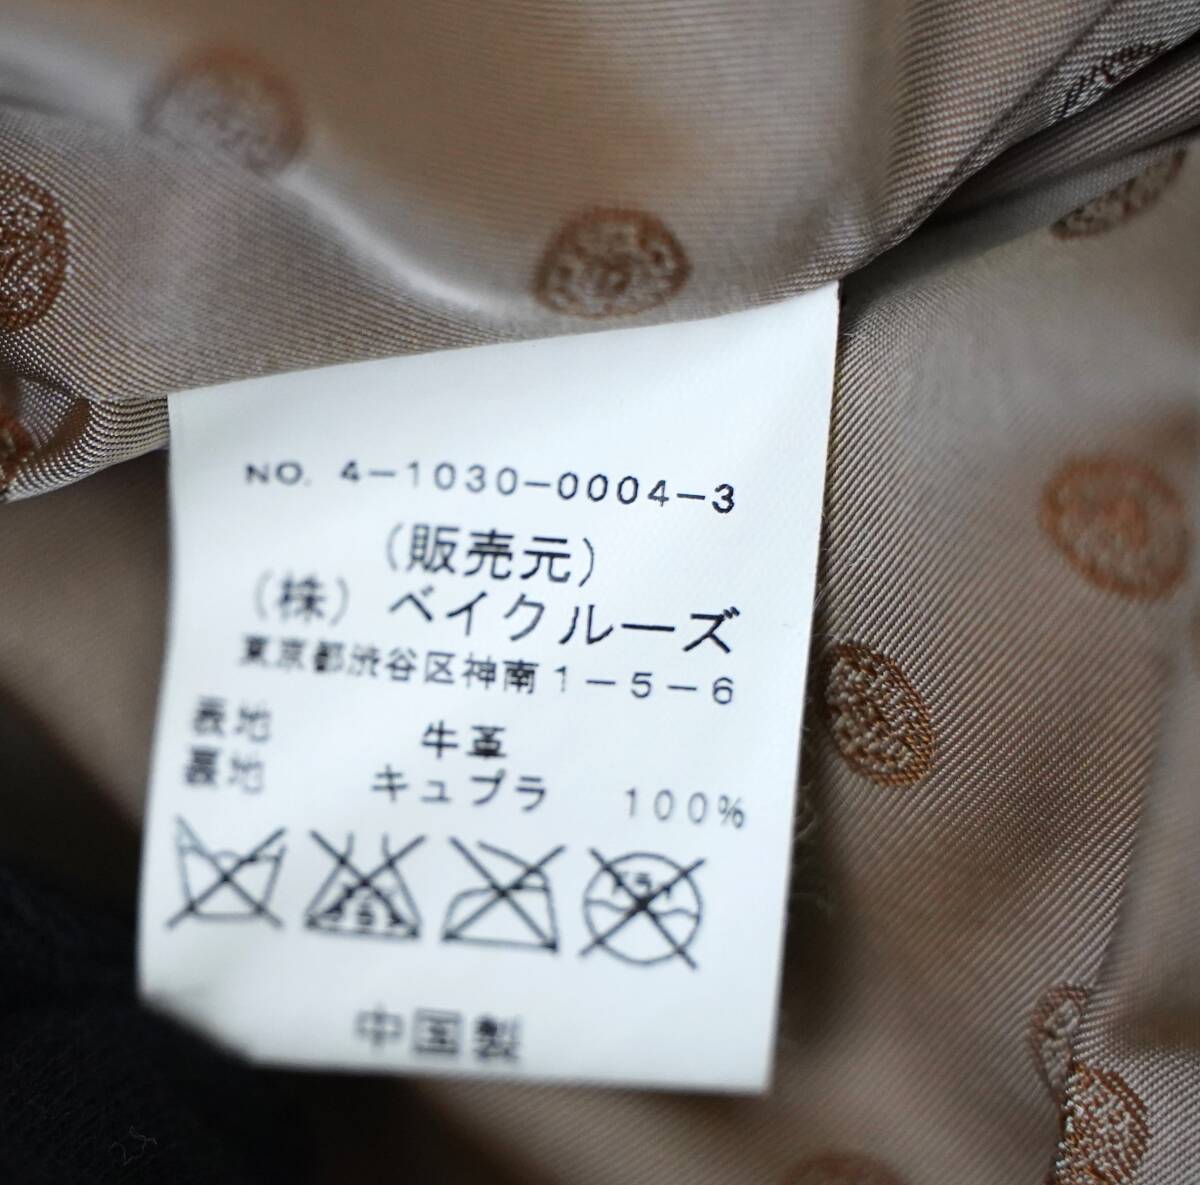 NO. 4-1030-0004-3
(販売元)
(株) ベイクルーズ
東京都渋谷区神南1-5-6
表地 牛革
裏地 キュプラ 100%
中国製